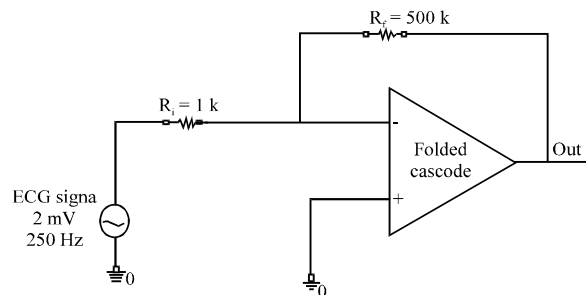 R_f = 500 k
R_i = 1 k
-
Folded
cascode
Out
+
ECG signa
2 mV
250 Hz
0
0